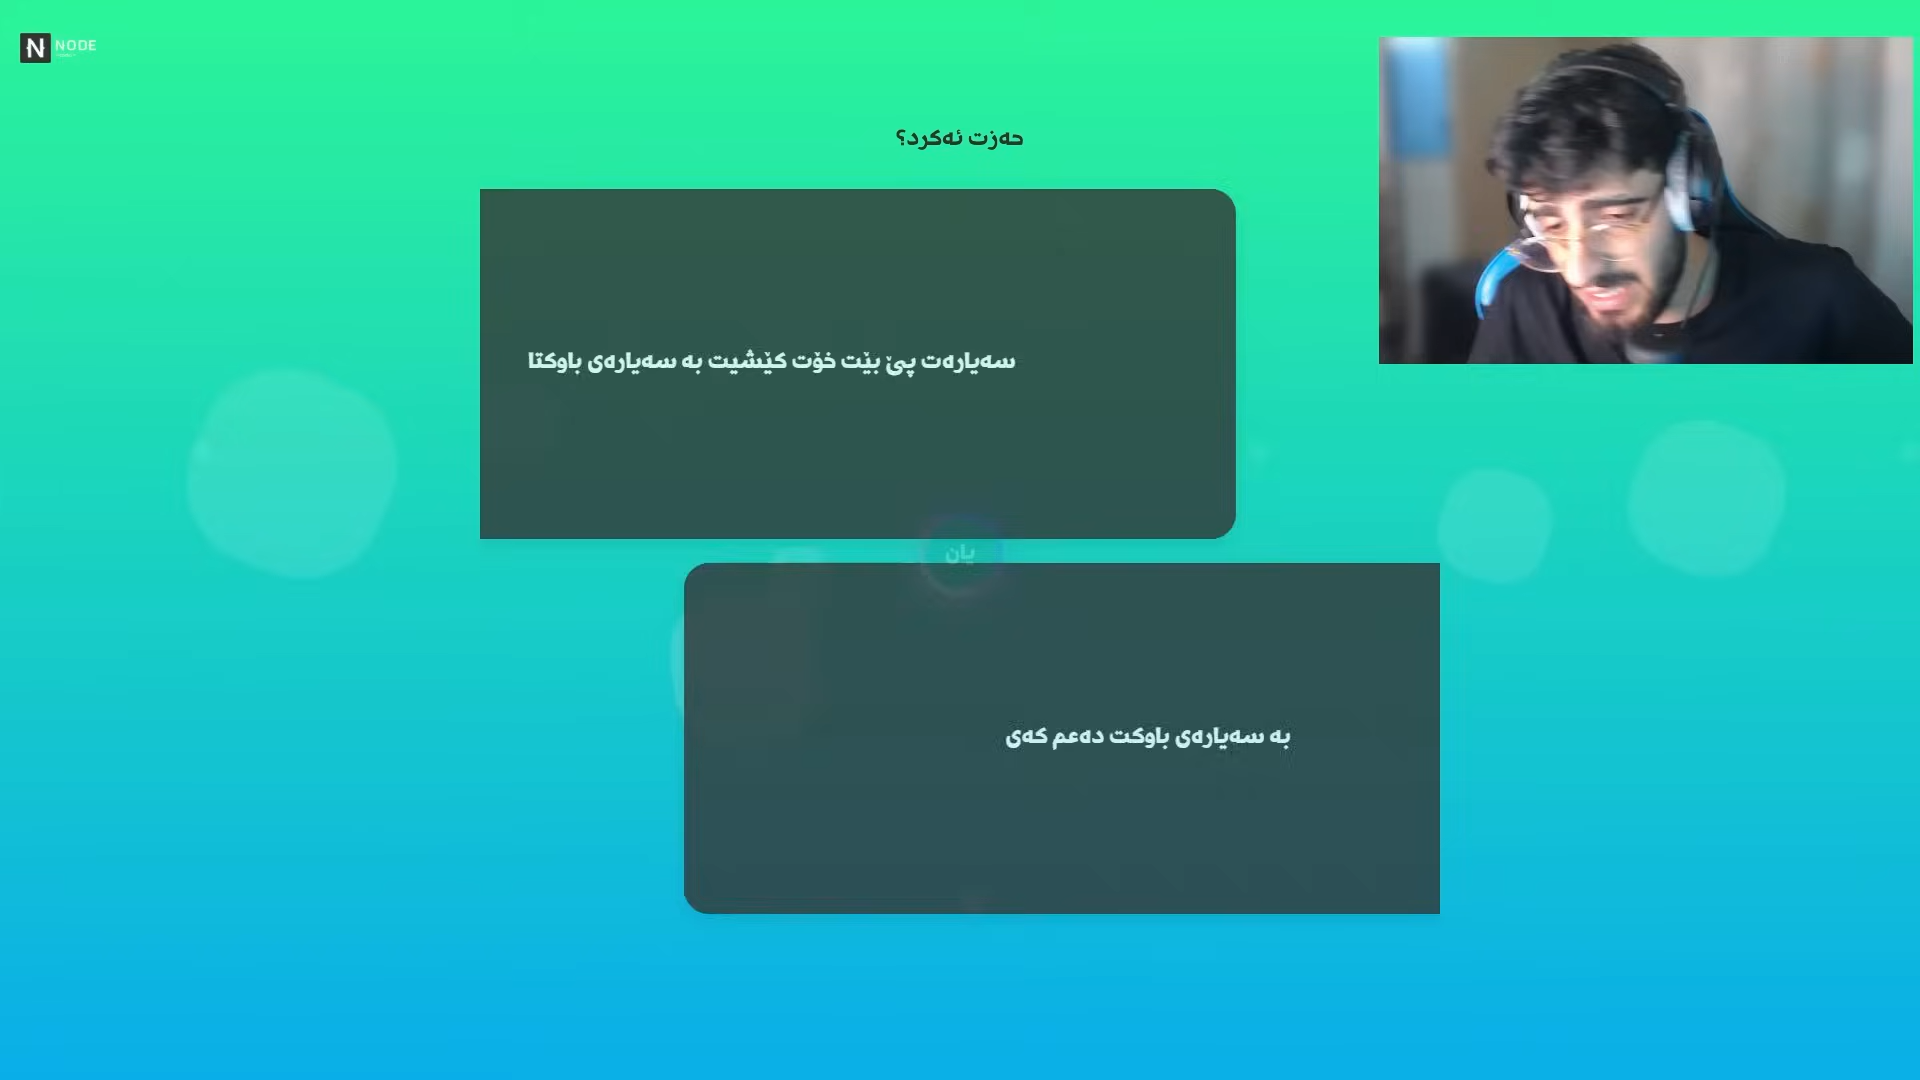 NODE
حەزت ئەکرد؟
سەیارەت پێ بێت خۆت کێشیت بە سەیارەی باوکتا
یان
بە سەیارەی باوکت دەعم کەی